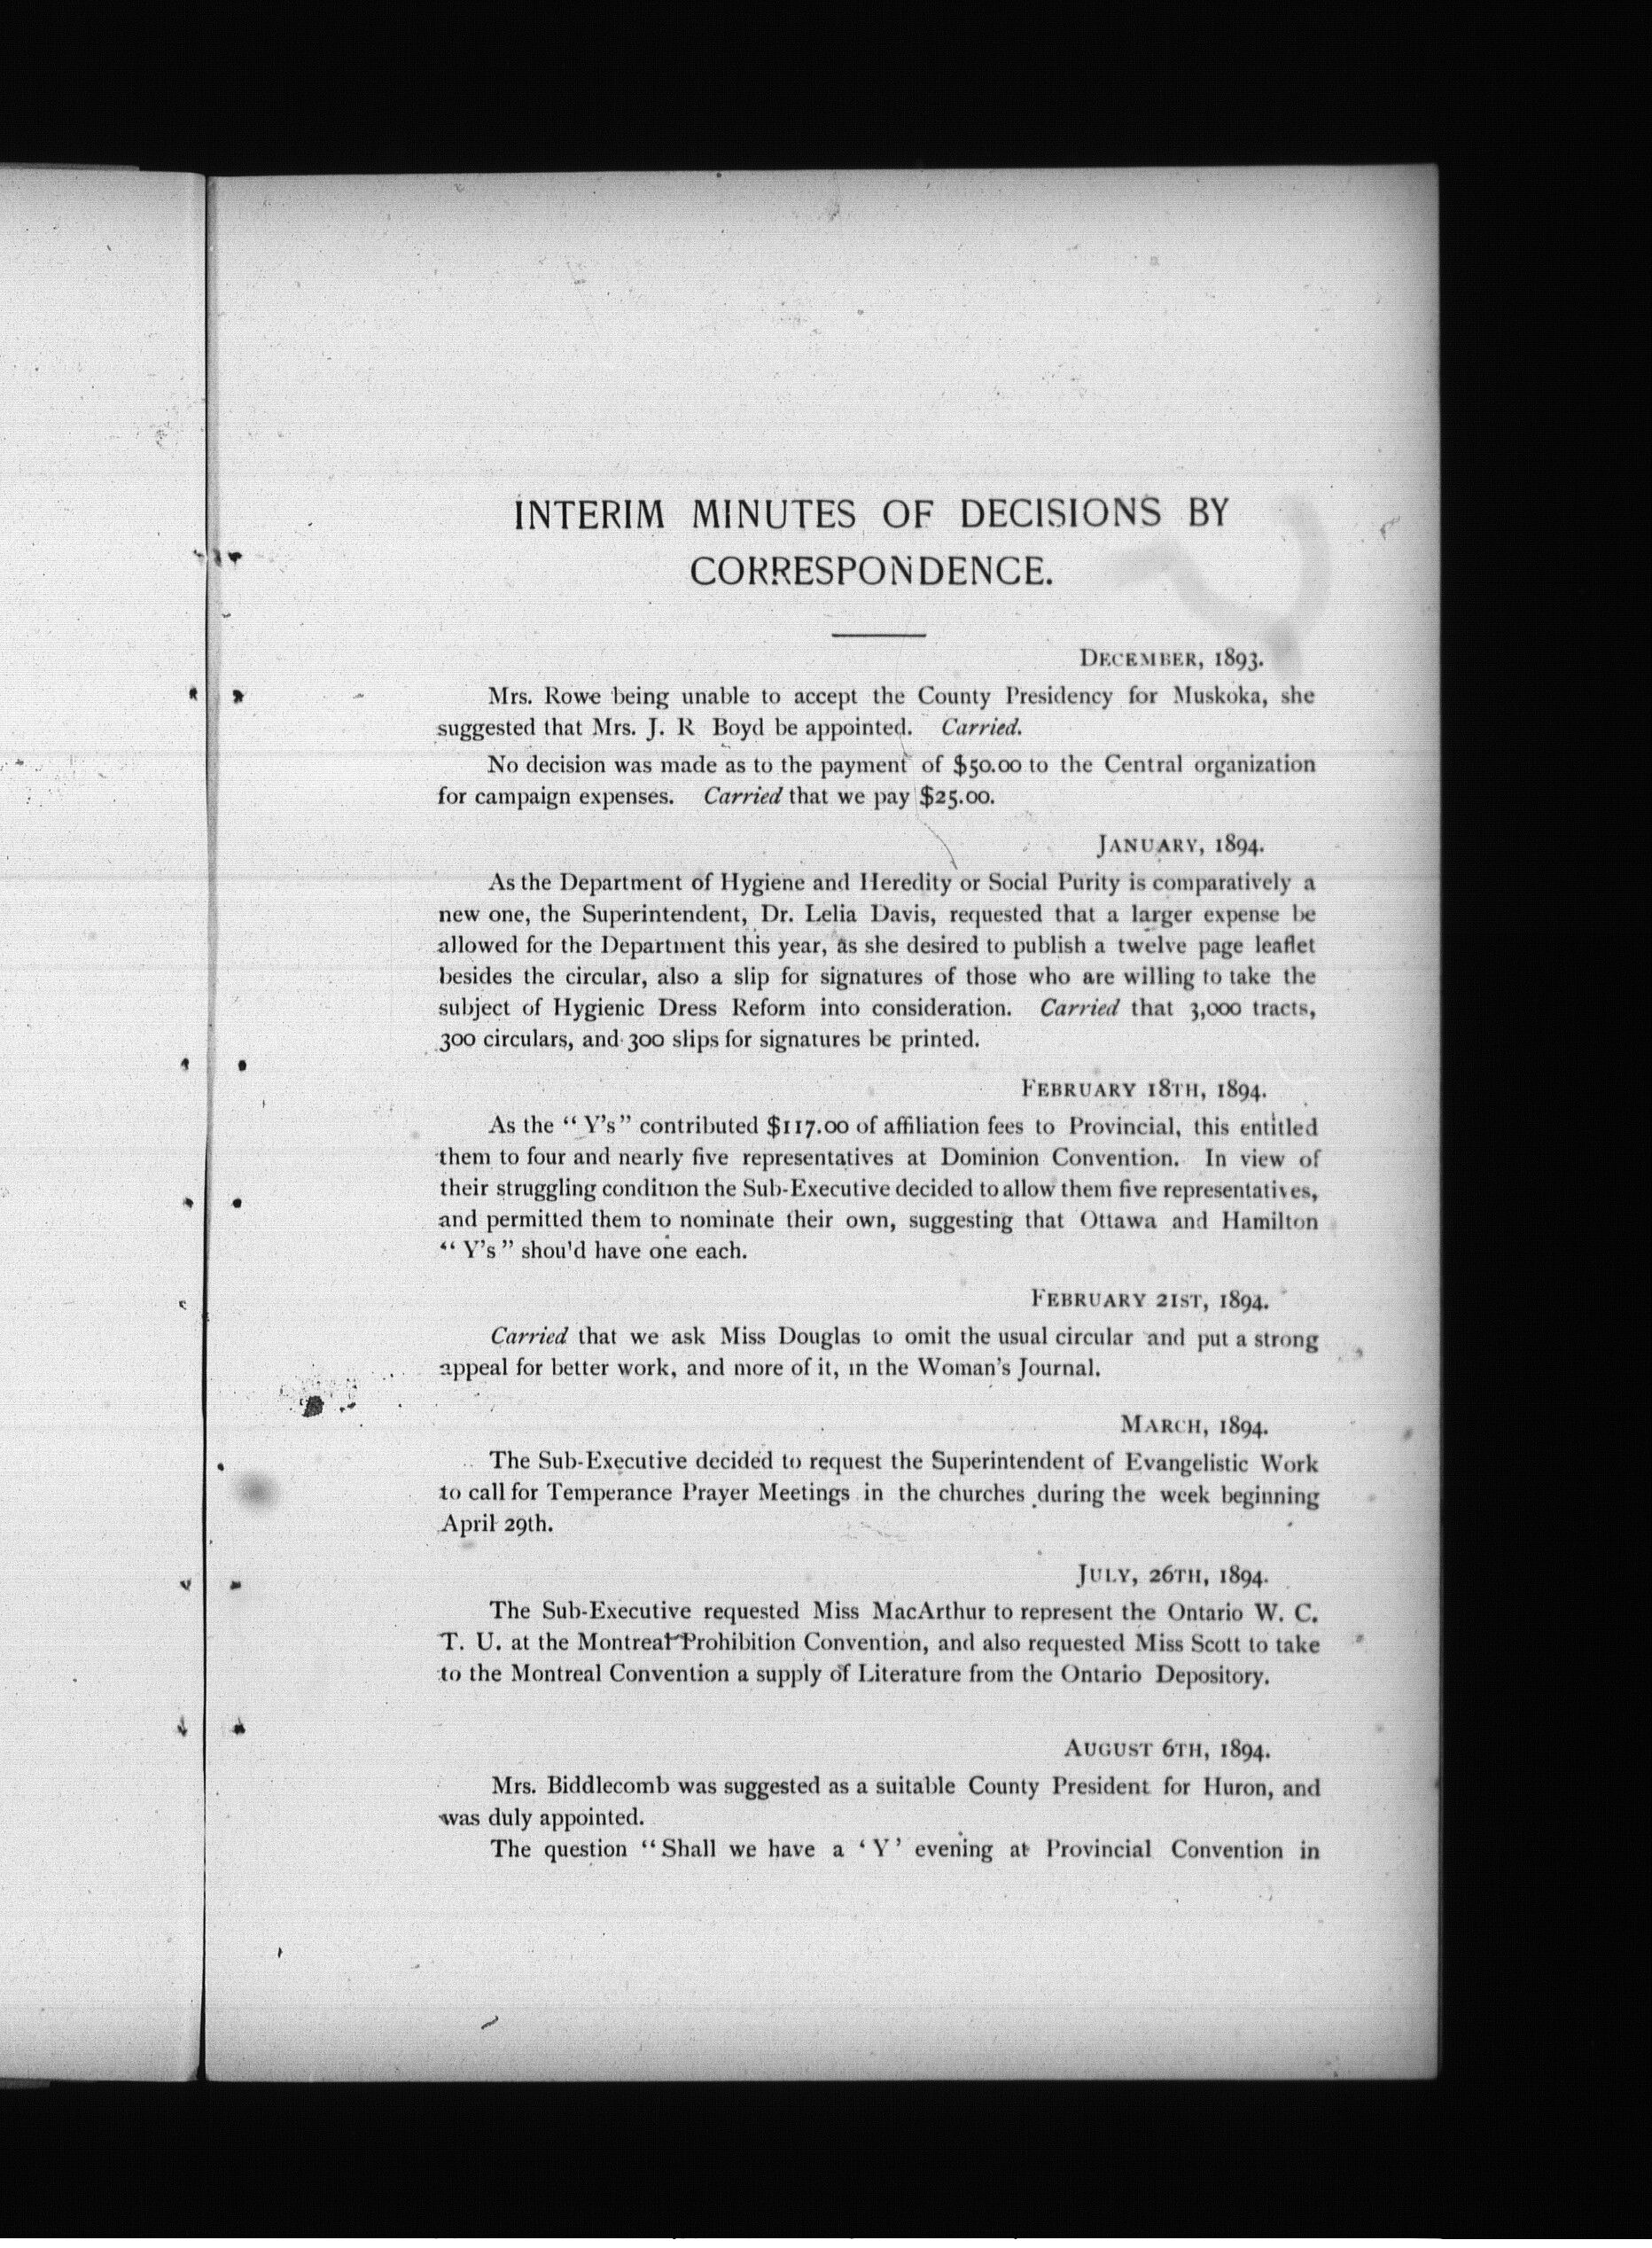 INTERIM MINUTES OF DECISIONS BY
CORRESPONDENCE.
DECEMBER, 1893.
Mrs. Rowe being unable to accept the County Presidency for Muskoka, she
suggested that Mrs. J. R Boyd be appointed. Carried.
No decision was made as to the payment of $50.00 to the Central organization
for campaign expenses. Carried that we pay $25.00.
JANUARY, 1894.
As the Department of Hygiene and Heredity or Social Purity is comparatively a
new one, the Superintendent, Dr. Lelia Davis, requested that a larger expense be
allowed for the Department this year, as she desired to publish a twelve page leaflet
besides the circular, also a slip for signatures of those who are willing to take the
subject of Hygienic Dress Reform into consideration. Carried that 3,000 tracts,
300 circulars, and 300 slips for signatures be printed.
FEBRUARY 18TH, 1894.
As the "Y's" contributed $117.00 of affiliation fees to Provincial, this entitled
them to four and nearly five representatives at Dominion Convention. In view of
their struggling condition the Sub-Executive decided to allow them five representatives,
and permitted them to nominate their own, suggesting that Ottawa and Hamilton
"Y's" shou'd have one each.
FEBRUARY 21ST, 1894.
Carried that we ask Miss Douglas to omit the usual circular and put a strong
appeal for better work, and more of it, in the Woman's Journal.
MARCH, 1894.
The Sub-Executive decided to request the Superintendent of Evangelistic Work
to call for Temperance Prayer Meetings in the churches during the week beginning
April 29th.
JULY, 26TH, 1894.
The Sub-Executive requested Miss MacArthur to represent the Ontario W. C.
T. U. at the Montreal Prohibition Convention, and also requested Miss Scott to take
to the Montreal Convention a supply of Literature from the Ontario Depository.
AUGUST 6TH, 1894.
Mrs. Biddlecomb was suggested as a suitable County President for Huron, and
was duly appointed.
The question "Shall we have a 'Y' evening at Provincial Convention in